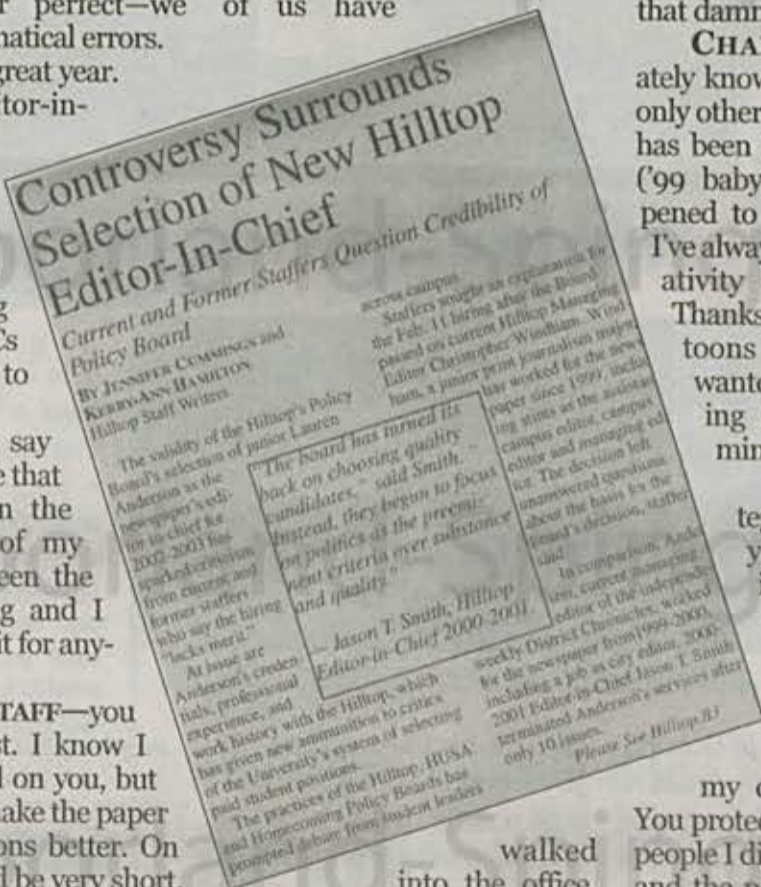 r perfect—we of us have
natical errors.
great year.
tor-in-
g
Cs
to
say
e that
n the
of my
een the
g and I
it for any-
TAFF—you
st. I know I
d on you, but
make the paper
ons better. On
l be very short
Controversy Surrounds
Selection of New Hilltop
Editor-In-Chief
Current and Former Staffers Question Credibility of
Policy Board
BY JENNIFER CUMMINGS and
KERRY-ANN HAMILTON
Hilltop Staff Writers
The validity of the Hilltop's Policy
Board's selection of junior Lauren
Anderson as the
newspaper's edi-
tor-in-chief for
2002-2003 has
sparked criticism
from current and
former staffers
who say the hiring
"lacks merit."
At issue are
Anderson's creden-
tials, professional
experience, and
work history with the Hilltop, which
has given new ammunition to critics
of the University's system of selecting
paid student positions.
The practices of the Hilltop, HUSA
and Homecoming Policy Boards has
prompted debate from student leaders
"The board has turned its
back on choosing quality
candidates," said Smith. "
Instead, they begun to focus
on politics as the preemi-
nent criteria over substance
and quality."
— Jason T. Smith, Hilltop
Editor-in-Chief 2000-2001
across campus.
Staffers sought an explanation for
the Feb. 11 hiring after the Board
passed on current Hilltop Managing
Editor Christopher Windham. Wind
ham, a junior print journalism major,
has worked for the news
paper since 1999, includ
ing stints as the assistan
campus editor, campus
editor and managing ed
itor. The decision left
unanswered questions
about the basis for the
Board's decision, staffer
said.
In comparison, Ande
son, current managing
editor of the independe
weekly District Chronicles, worked
for the newspaper from 1999-2000,
including a job as city editor. 2000-
2001 Editor-in-Chief Jason T. Smith
terminated Anderson's services after
only 10 issues.
Please See Hilltop, B3
walked
into the office
that damn
CHA
ately know
only other
has been
('99 baby
pened to
I've alway
ativity
Thanks
toons
wante
ing
min
te
y
my c
You protec
people I di